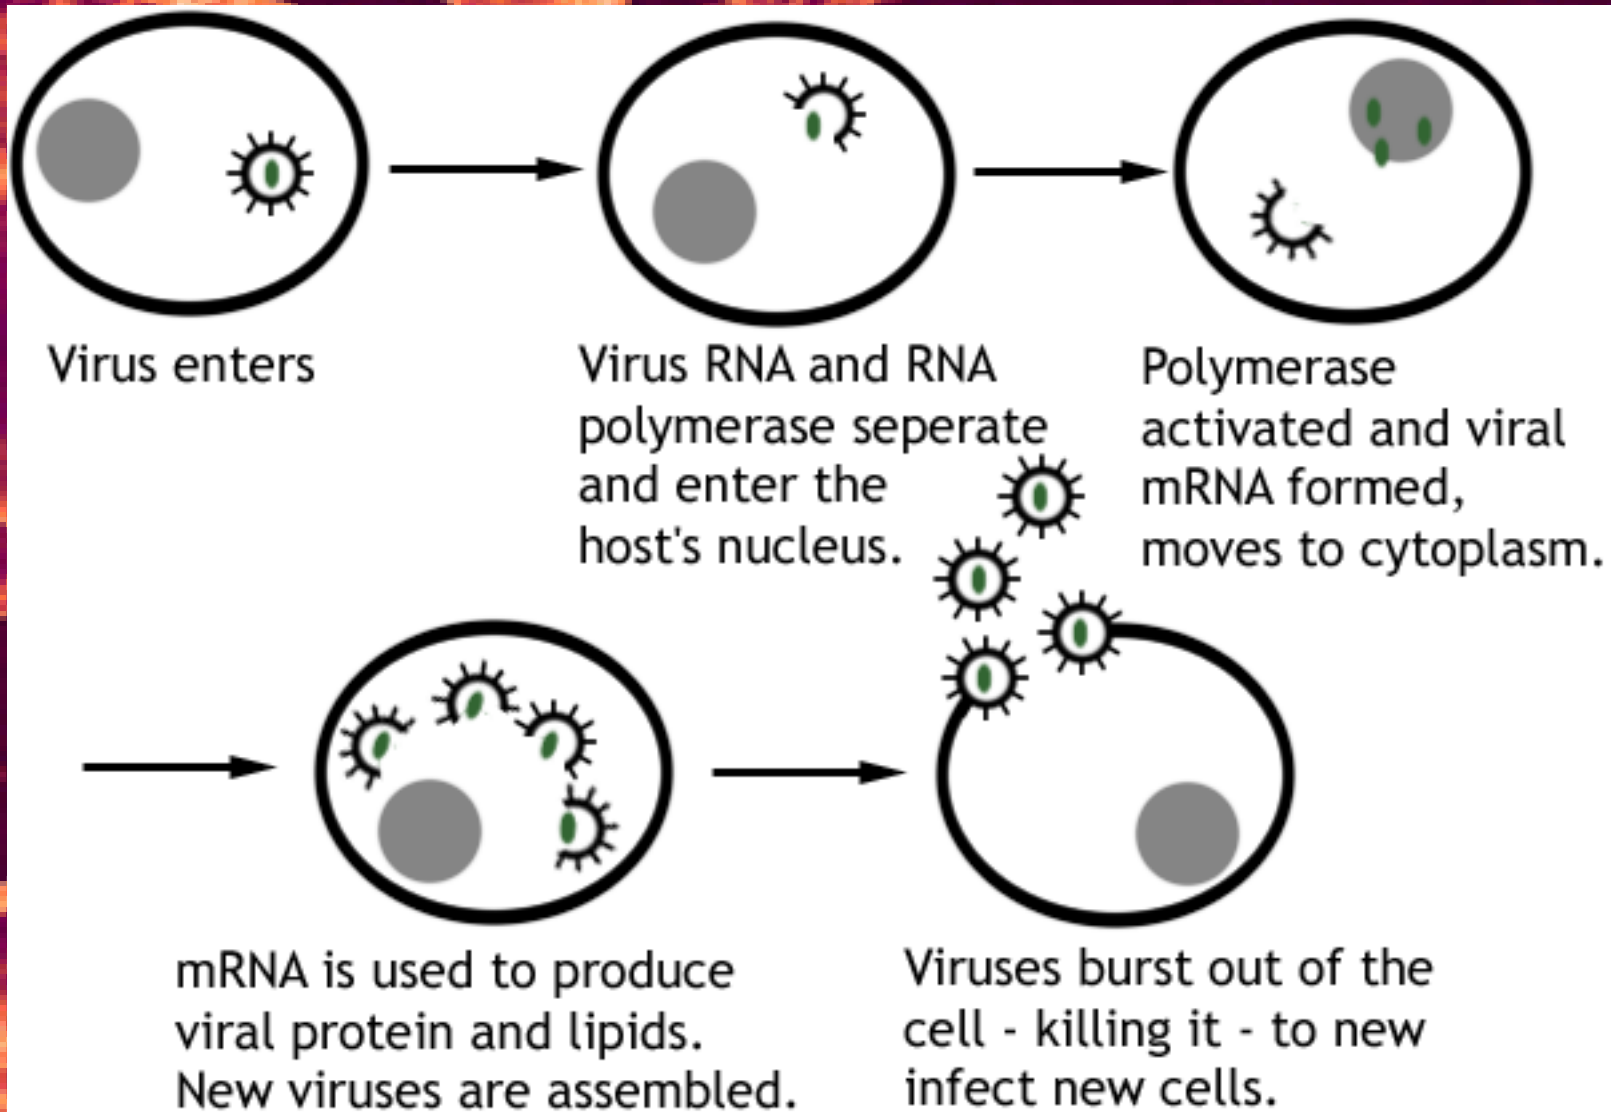 Virus enters
Virus RNA and RNA
polymerase seperate
and enter the
host's nucleus.
Polymerase
activated and viral
mRNA formed,
moves to cytoplasm.
mRNA is used to produce
viral protein and lipids.
New viruses are assembled.
Viruses burst out of the
cell - killing it - to new
infect new cells.